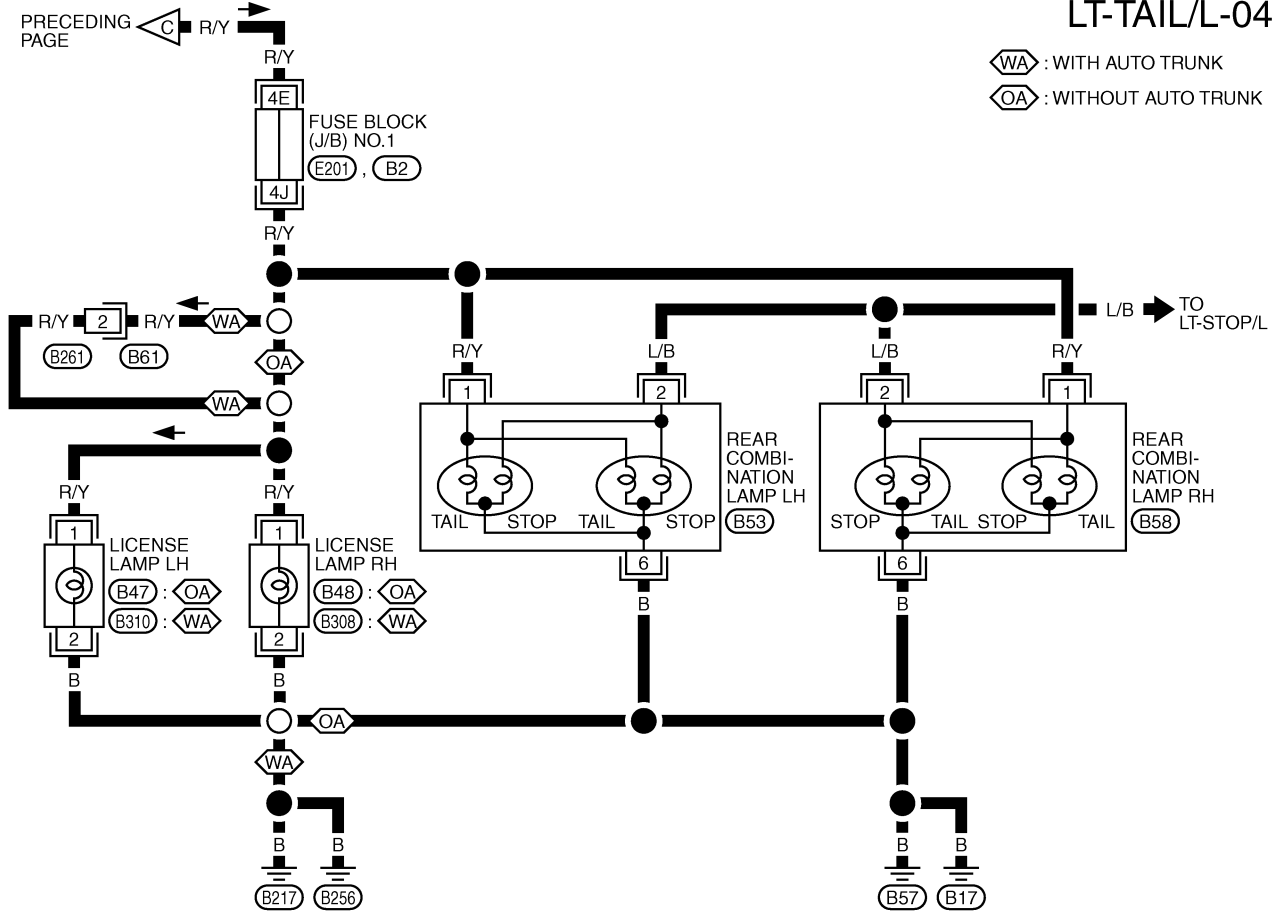 LT-TAIL/L-04
PRECEDING
PAGE
C
R/Y
R/Y
WA : WITH AUTO TRUNK
OA : WITHOUT AUTO TRUNK
4E
FUSE BLOCK
(J/B) NO.1
E201 , B2
4J
R/Y
R/Y 2 R/Y WA
B261 B61
OA
WA
L/B TO
LT-STOP/L
R/Y L/B L/B R/Y
1 2 2 1
REAR
COMBI-
NATION
LAMP LH
B53
TAIL STOP TAIL STOP
6
B
REAR
COMBI-
NATION
LAMP RH
B58
STOP TAIL STOP TAIL
6
B
R/Y R/Y
1 1
LICENSE
LAMP LH
B47 : OA
B310 : WA
2
B
LICENSE
LAMP RH
B48 : OA
B308 : WA
2
B
OA
WA
B B B B
B217 B256 B57 B17